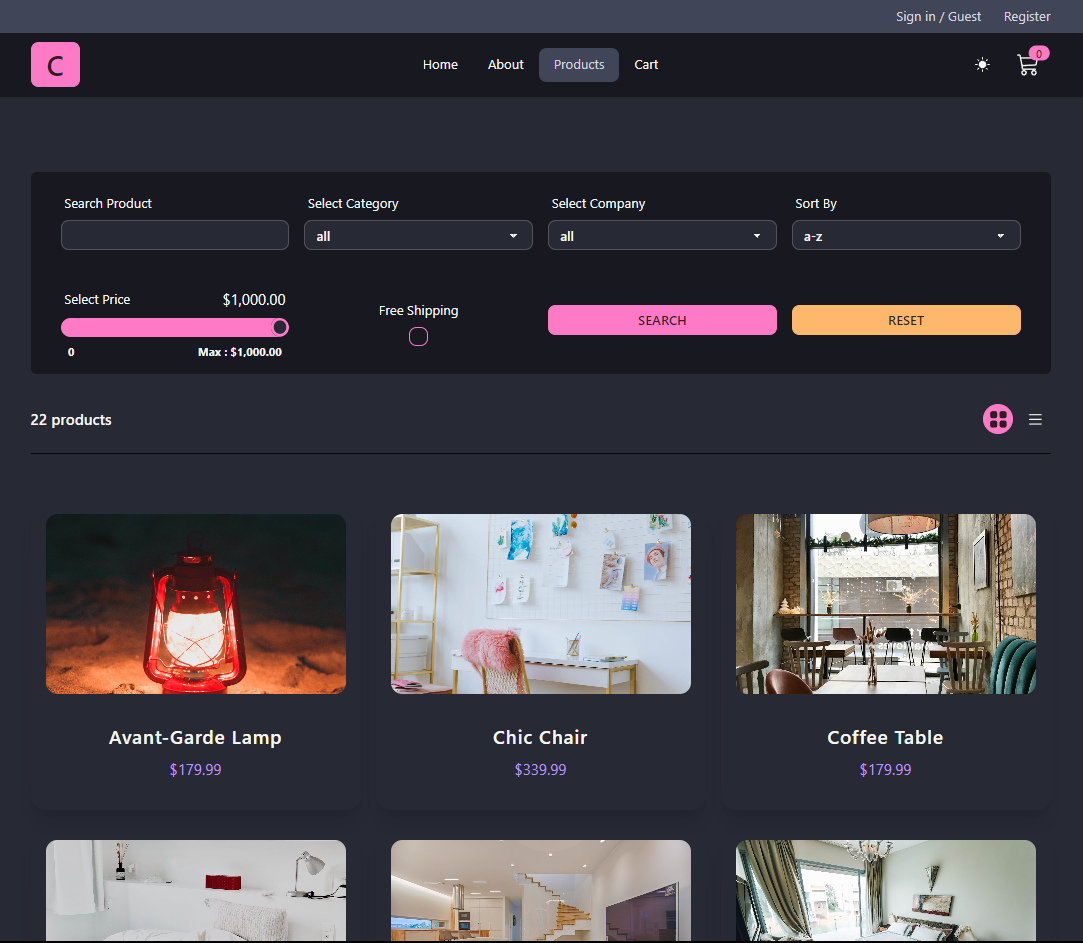 Sign in / Guest Register
C Home About Products Cart 0
Search Product Select Category Select Company Sort By
all all a-z
Select Price $1,000.00 Free Shipping SEARCH RESET
0 Max : $1,000.00
22 products
Avant-Garde Lamp Chic Chair Coffee Table
$179.99 $339.99 $179.99